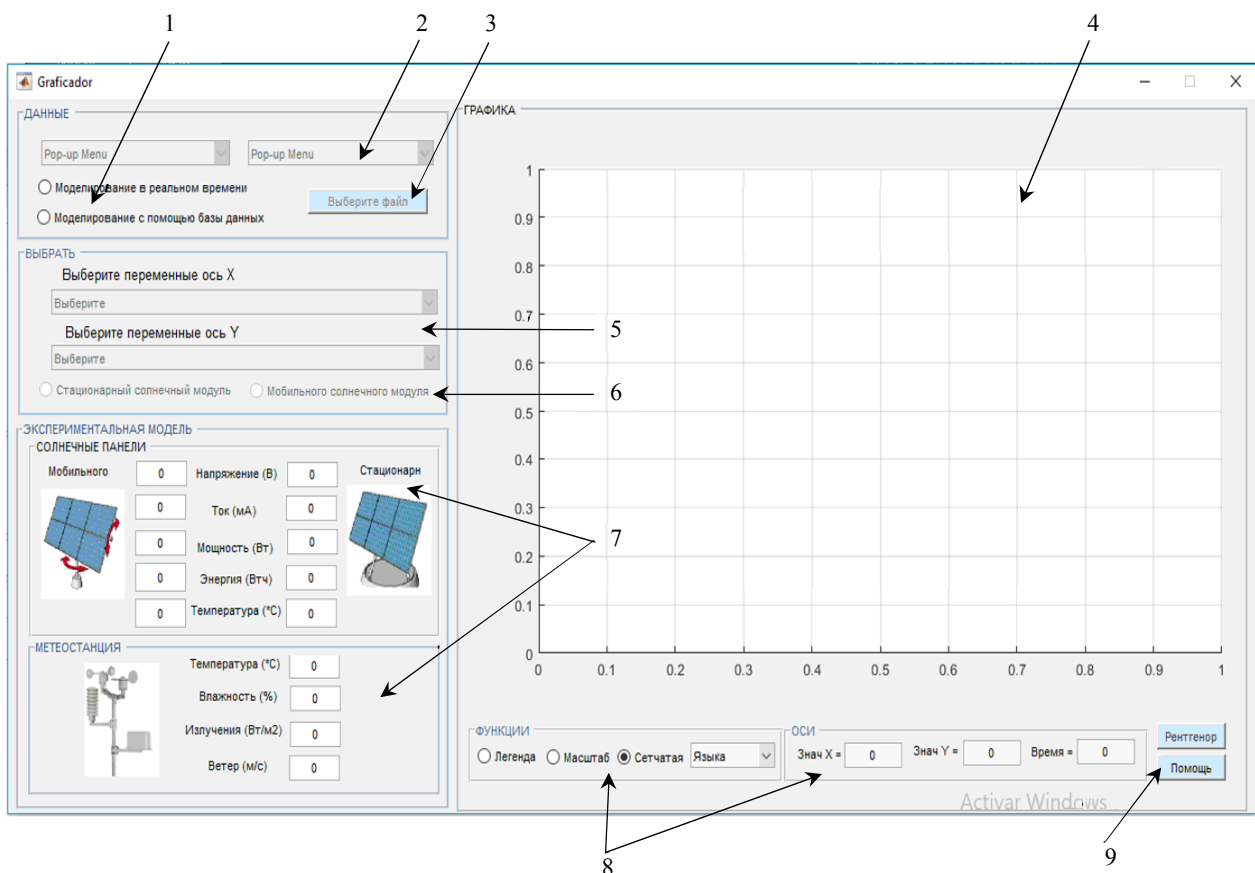 1
2
3
4
Graficador
ДАННЫЕ
Pop-up Menu
Pop-up Menu
Моделирование в реальном времени
Моделирование с помощью базы данных
Выберите файл
ВЫБРАТЬ
Выберите переменные ось X
Выберите
Выберите переменные ось Y
Выберите
Стационарный солнечный модуль
Мобильного солнечного модуля
5
6
ЭКСПЕРИМЕНТАЛЬНАЯ МОДЕЛЬ
СОЛНЕЧНЫЕ ПАНЕЛИ
Мобильного
Стационарн
0 Напряжение (В) 0
0 Ток (мА) 0
0 Мощность (Вт) 0
0 Энергия (Втч) 0
0 Температура (*С) 0
7
МЕТЕОСТАНЦИЯ
Температура (*С) 0
Влажность (%) 0
Излучения (Вт/м2) 0
Ветер (м/с) 0
ГРАФИКА
1
0.9
0.8
0.7
0.6
0.5
0.4
0.3
0.2
0.1
0
0 0.1 0.2 0.3 0.4 0.5 0.6 0.7 0.8 0.9 1
ФУНКЦИИ
Легенда Масштаб Сетчатая Языка
ОСИ
Знач X = 0 Знач Y = 0 Время = 0
Рентгенор
Помощь
Activar Windows
8
9